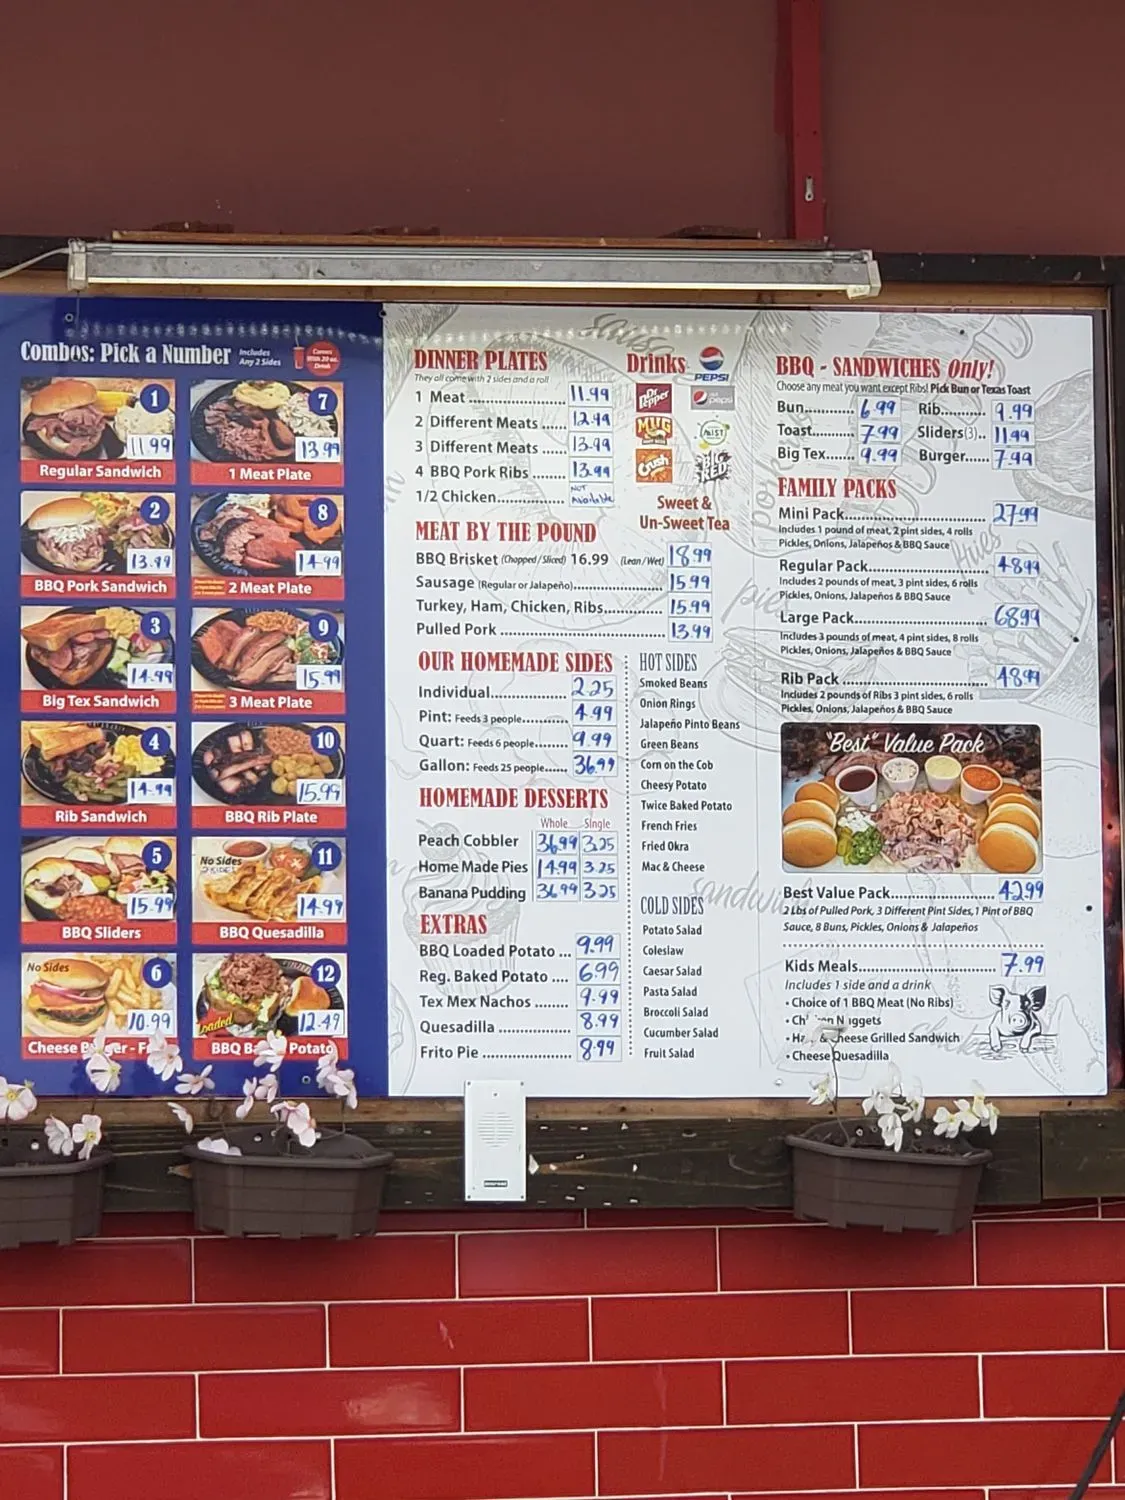 Combos: Pick a Number Includes Any 2 Sides Comes With 20 oz. Drink
1
11.99
Regular Sandwich
2
13.99
BBQ Pork Sandwich
3
14.99
Big Tex Sandwich
4
14.99
Rib Sandwich
5
15.99
BBQ Sliders
No Sides
6
10.99
Cheese
7
13.99
1 Meat Plate
8
14.99
2 Meat Plate
9
15.99
3 Meat Plate
10
15.99
BBQ Rib Plate
No Sides
2 SIDES
11
14.99
BBQ Quesadilla
12
Loaded
12.49
BBQ Potato
DINNER PLATES
They all come with 2 sides and a roll
1 Meat 11.99
2 Different Meats 12.99
3 Different Meats 13.99
4 BBQ Pork Ribs 13.99
1/2 Chicken NOT Available
MEAT BY THE POUND
BBQ Brisket (Chopped / Sliced) 16.99 (Lean / Wet) 18.99
Sausage (Regular or Jalapeño) 15.99
Turkey, Ham, Chicken, Ribs 15.99
Pulled Pork 13.99
OUR HOMEMADE SIDES
Individual 2.25
Pint: Feeds 3 people 4.99
Quart: Feeds 6 people 9.99
Gallon: Feeds 25 people 36.99
HOMEMADE DESSERTS
Whole Single
Peach Cobbler 36.99 3.25
Home Made Pies 14.99 3.25
Banana Pudding 36.99 3.25
EXTRAS
BBQ Loaded Potato ... 9.99
Reg. Baked Potato .... 6.99
Tex Mex Nachos ........ 9.99
Quesadilla 8.99
Frito Pie 8.99
Drinks
PEPSI
Dr Pepper
pepsi
MUG
MIST
Crush
BIG RED
Sweet &
Un-Sweet Tea
HOT SIDES
Smoked Beans
Onion Rings
Jalapeño Pinto Beans
Green Beans
Corn on the Cob
Cheesy Potato
Twice Baked Potato
French Fries
Fried Okra
Mac & Cheese
COLD SIDES
Potato Salad
Coleslaw
Caesar Salad
Pasta Salad
Broccoli Salad
Cucumber Salad
Fruit Salad
BBQ - SANDWICHES Only!
Choose any meat you want except Ribs! Pick Bun or Texas Toast
Bun 6.99 Rib 9.99
Toast 7.99 Sliders(3) 11.99
Big Tex 9.99 Burger 7.99
FAMILY PACKS
Mini Pack 27.99
Includes 1 pound of meat, 2 pint sides, 4 rolls
Pickles, Onions, Jalapeños & BBQ Sauce
Regular Pack 48.99
Includes 2 pounds of meat, 3 pint sides, 6 rolls
Pickles, Onions, Jalapeños & BBQ Sauce
Large Pack 68.99
Includes 3 pounds of meat, 4 pint sides, 8 rolls
Pickles, Onions, Jalapeños & BBQ Sauce
Rib Pack 48.99
Includes 2 pounds of Ribs 3 pint sides, 6 rolls
Pickles, Onions, Jalapeños & BBQ Sauce
"Best" Value Pack
Best Value Pack 42.99
2 Lbs of Pulled Pork, 3 Different Pint Sides, 1 Pint of BBQ
Sauce, 8 Buns, Pickles, Onions & Jalapeños
Kids Meals 7.99
Includes 1 side and a drink
• Choice of 1 BBQ Meat (No Ribs)
• Nuggets
• & Cheese Grilled Sandwich
• Cheese Quesadilla